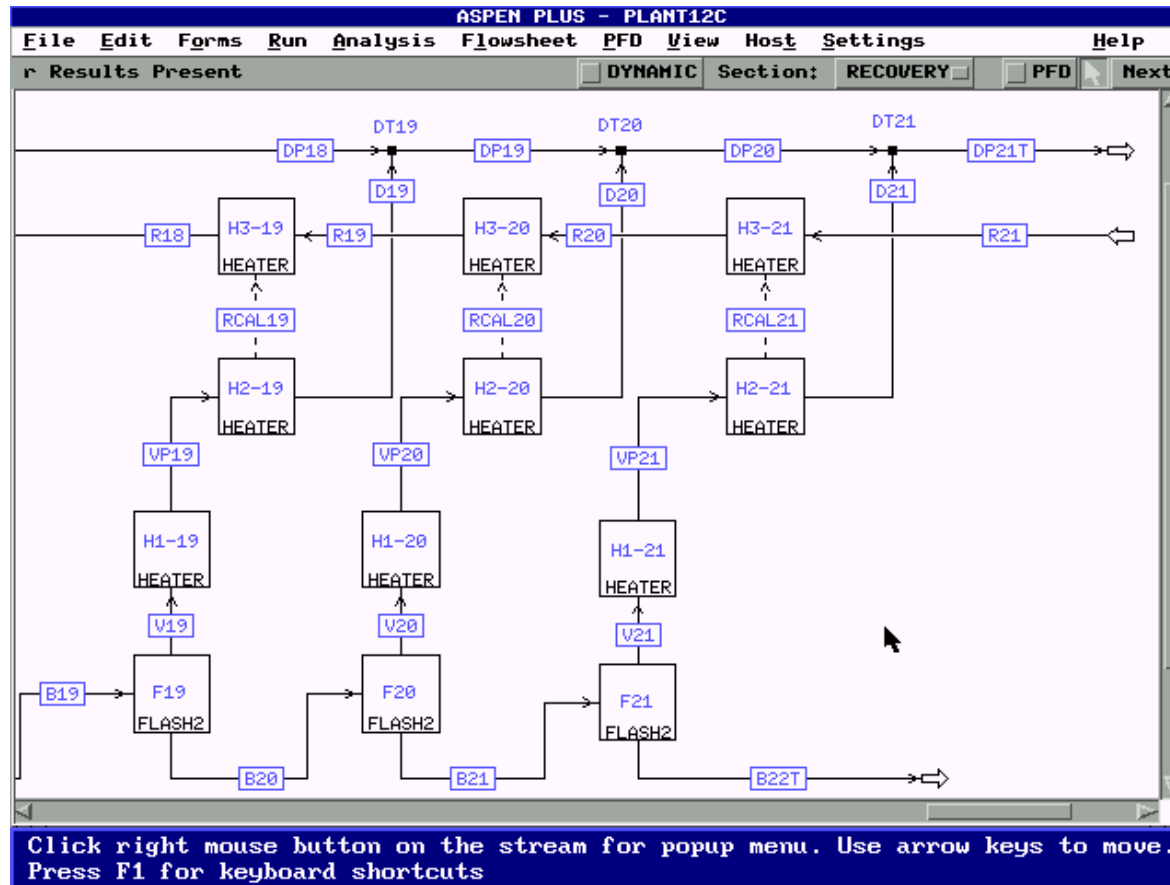 ASPEN PLUS - PLANT12C
File Edit Forms Run Analysis Flowsheet PFD View Host Settings Help
r Results Present DYNAMIC Section: RECOVERY PFD Next
DT19 DT20 DT21
DP18 DP19 DP20 DP21T
D19 D20 D21
R18 H3-19 R19 H3-20 R20 H3-21 R21
HEATER HEATER HEATER
RCAL19 RCAL20 RCAL21
H2-19 H2-20 H2-21
HEATER HEATER HEATER
VP19 VP20 VP21
H1-19 H1-20 H1-21
HEATER HEATER HEATER
V19 V20 V21
B19 F19 F20 F21
FLASH2 FLASH2 FLASH2
B20 B21 B22T
Click right mouse button on the stream for popup menu. Use arrow keys to move.
Press F1 for keyboard shortcuts